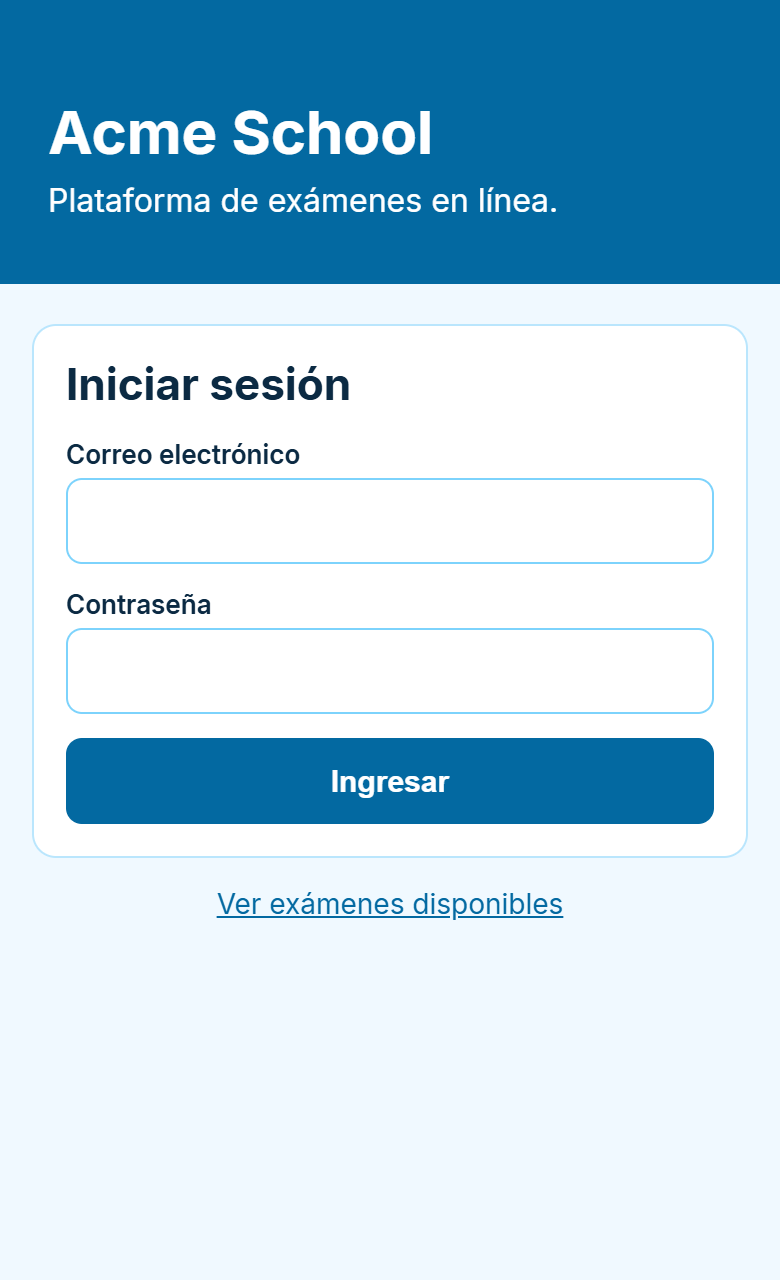 Acme School
Plataforma de exámenes en línea.
Iniciar sesión
Correo electrónico
Contraseña
Ingresar
Ver exámenes disponibles